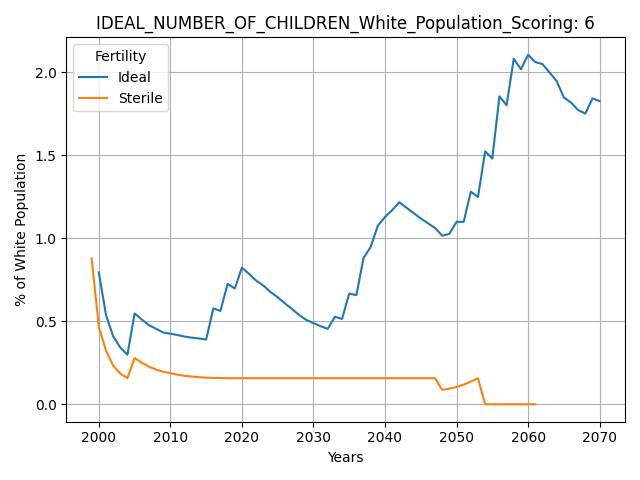 IDEAL_NUMBER_OF_CHILDREN_White_Population_Scoring: 6
Fertility
Ideal
Sterile
% of White Population
2.0
1.5
1.0
0.5
0.0
2000 2010 2020 2030 2040 2050 2060 2070
Years